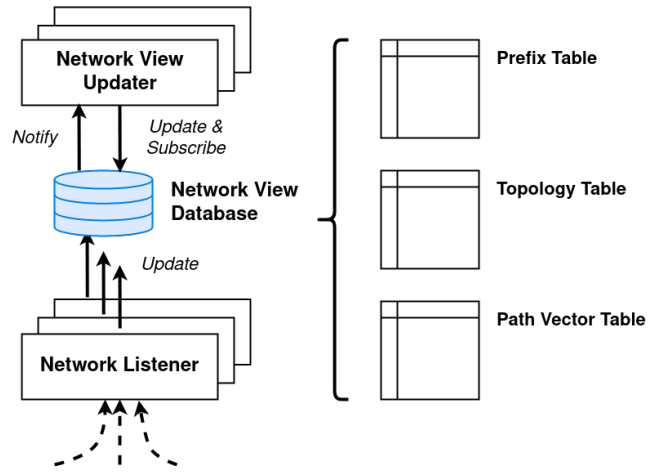 Network View
Updater
Notify
Update &
Subscribe
Network View
Database
Update
Network Listener
Prefix Table
Topology Table
Path Vector Table